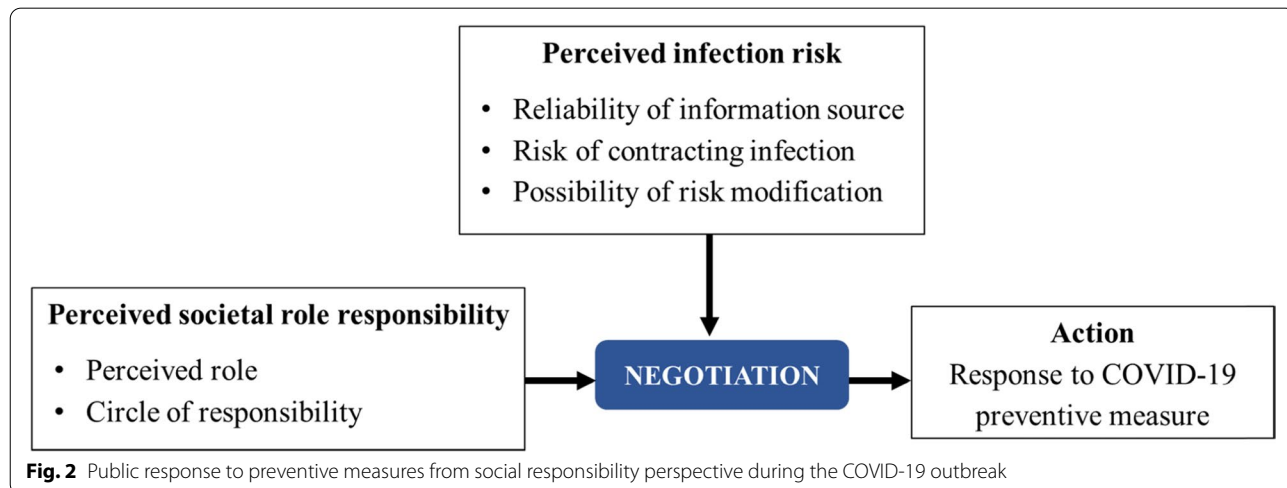 Perceived infection risk
• Reliability of information source
• Risk of contracting infection
• Possibility of risk modification
Perceived societal role responsibility
• Perceived role
• Circle of responsibility
NEGOTIATION
Action
Response to COVID-19
preventive measure
Fig. 2 Public response to preventive measures from social responsibility perspective during the COVID-19 outbreak